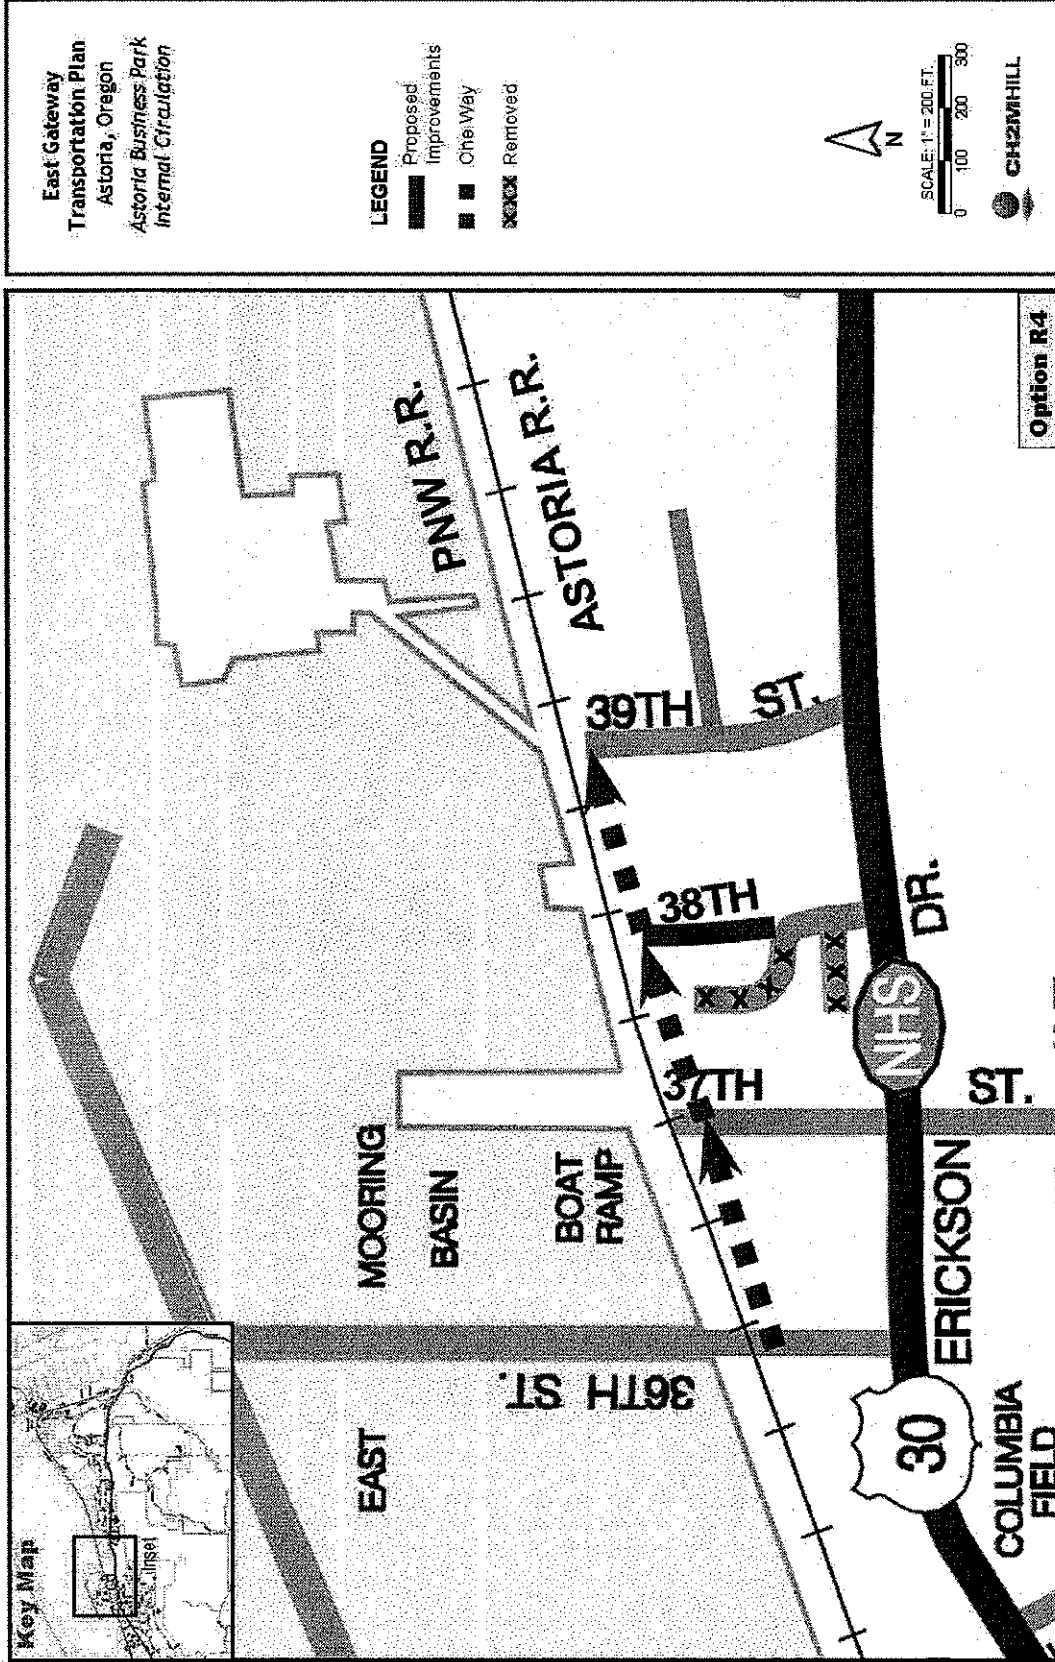 East Gateway
Transportation Plan
Astoria, Oregon
Astoria Business Park
Internal Circulation
LEGEND
Proposed
Improvements
One Way
Removed
N
SCALE: 1" = 200 FT.
0 100 200 300
CH2MHILL
Key Map
Inset
EAST
MOORING
BASIN
BOAT
RAMP
36TH ST.
37TH
ST.
38TH
39TH
ST.
PNW R.R.
ASTORIA R.R.
30
ERICKSON
NHS
DR.
COLUMBIA
FIELD
Option R4